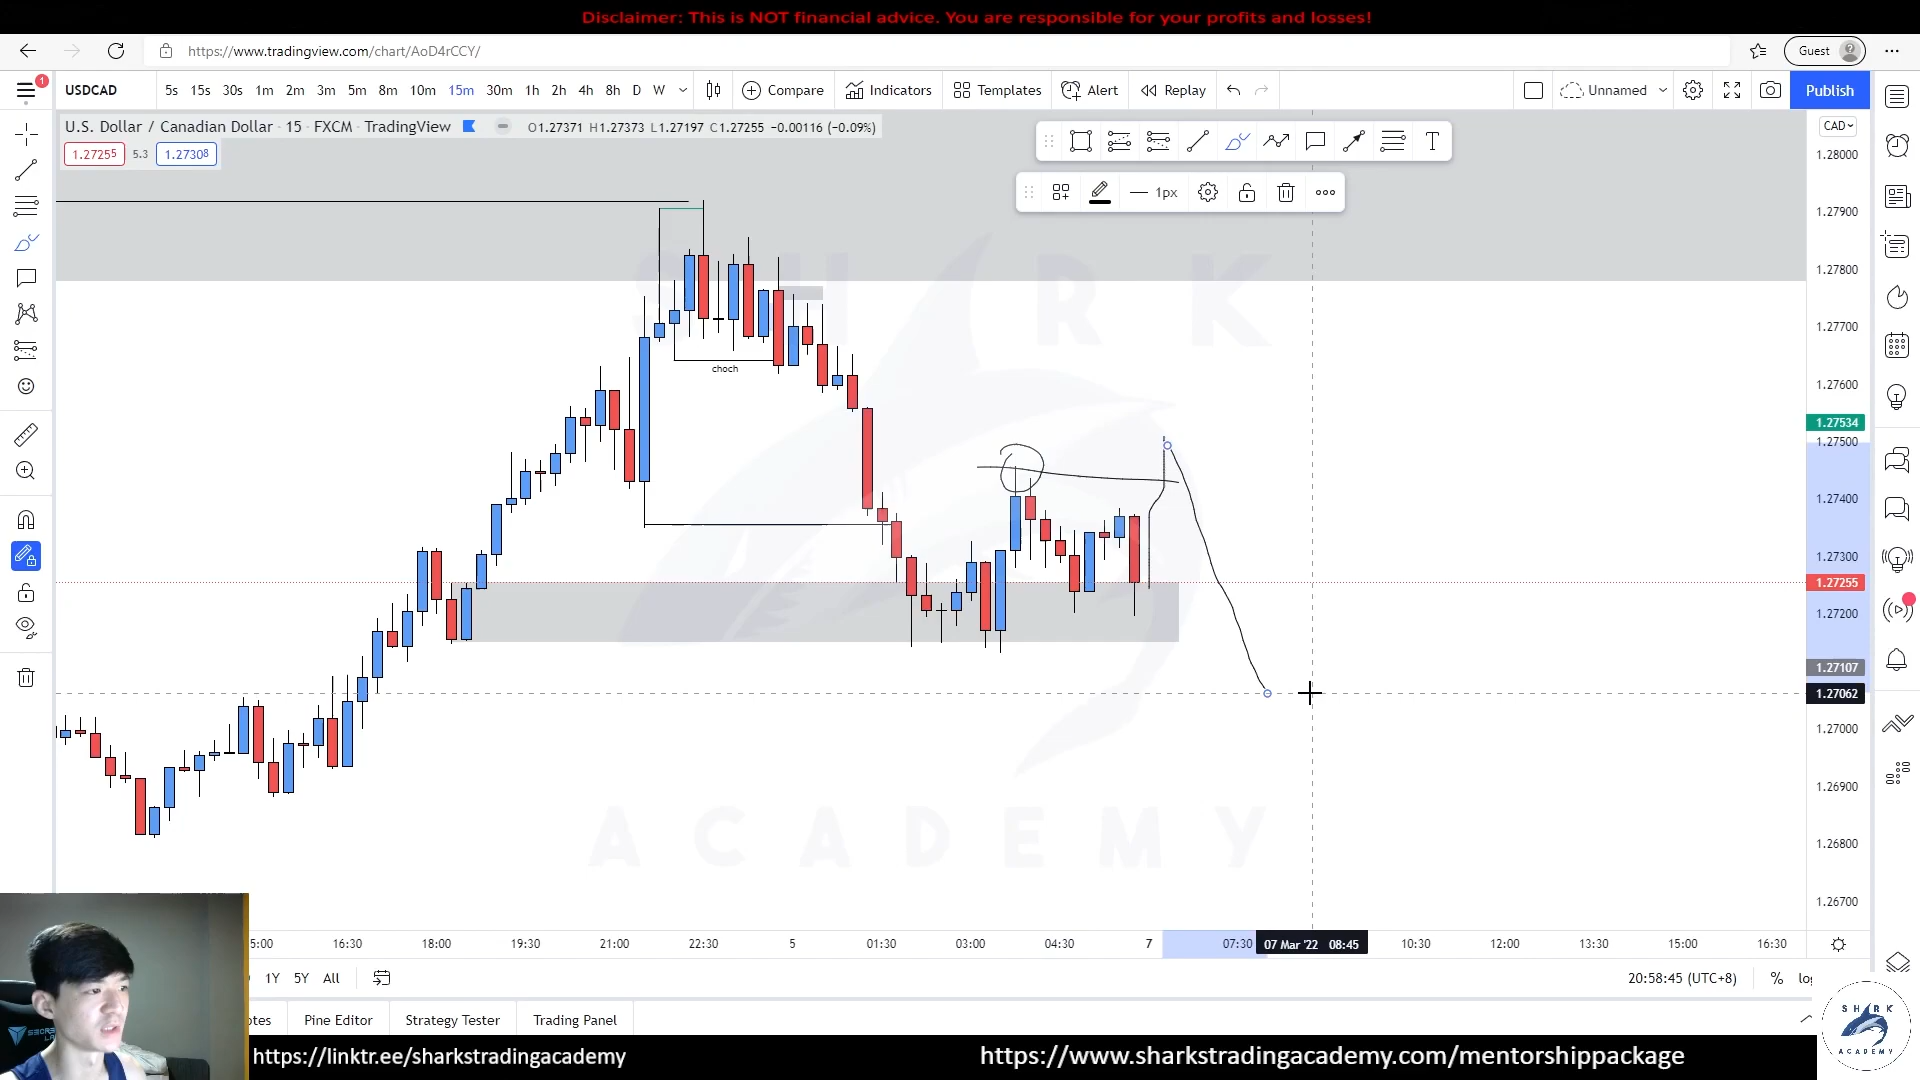 Disclaimer: This is NOT financial advice. You are responsible for your profits and losses!
https://www.tradingview.com/chart/AoD4rCCY/
Guest
1
USDCAD 5s 15s 30s 1m 2m 3m 5m 8m 10m 15m 30m 1h 2h 4h 8h D W Compare Indicators Templates Alert Replay Unnamed Publish
U.S. Dollar / Canadian Dollar · 15 · FXCM · TradingView O1.27371 H1.27373 L1.27197 C1.27255 −0.00116 (−0.09%)
CAD
1.27255 5.3 1.27308
T
1px
1.28000
1.27900
1.27800
1.27700
1.27600
1.27534
1.27500
1.27400
1.27300
1.27255
1.27200
1.27107
1.27062
1.27000
1.26900
1.26800
1.26700
SHARK
choch
ACADEMY
5:00 16:30 18:00 19:30 21:00 22:30 5 01:30 03:00 04:30 7 07:30 07 Mar '22 08:45 10:30 12:00 13:30 15:00 16:30
1Y 5Y All
20:58:45 (UTC+8) % log
otes Pine Editor Strategy Tester Trading Panel
SHARK
ACADEMY
https://linktr.ee/sharkstradingacademy
https://www.sharkstradingacademy.com/mentorshippackage